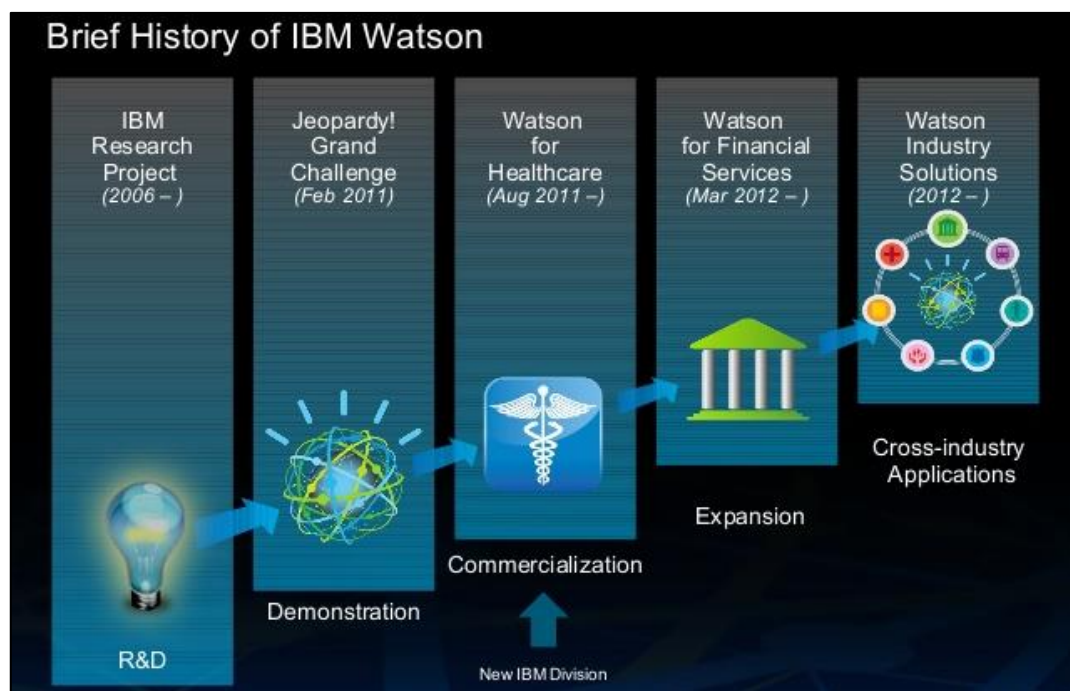 Brief History of IBM Watson
IBM
Research
Project
(2006 – )
Jeopardy!
Grand
Challenge
(Feb 2011)
Watson
for
Healthcare
(Aug 2011 –)
Watson
for Financial
Services
(Mar 2012 – )
Watson
Industry
Solutions
(2012 – )
R&D
Demonstration
Commercialization
New IBM Division
Expansion
Cross-industry
Applications